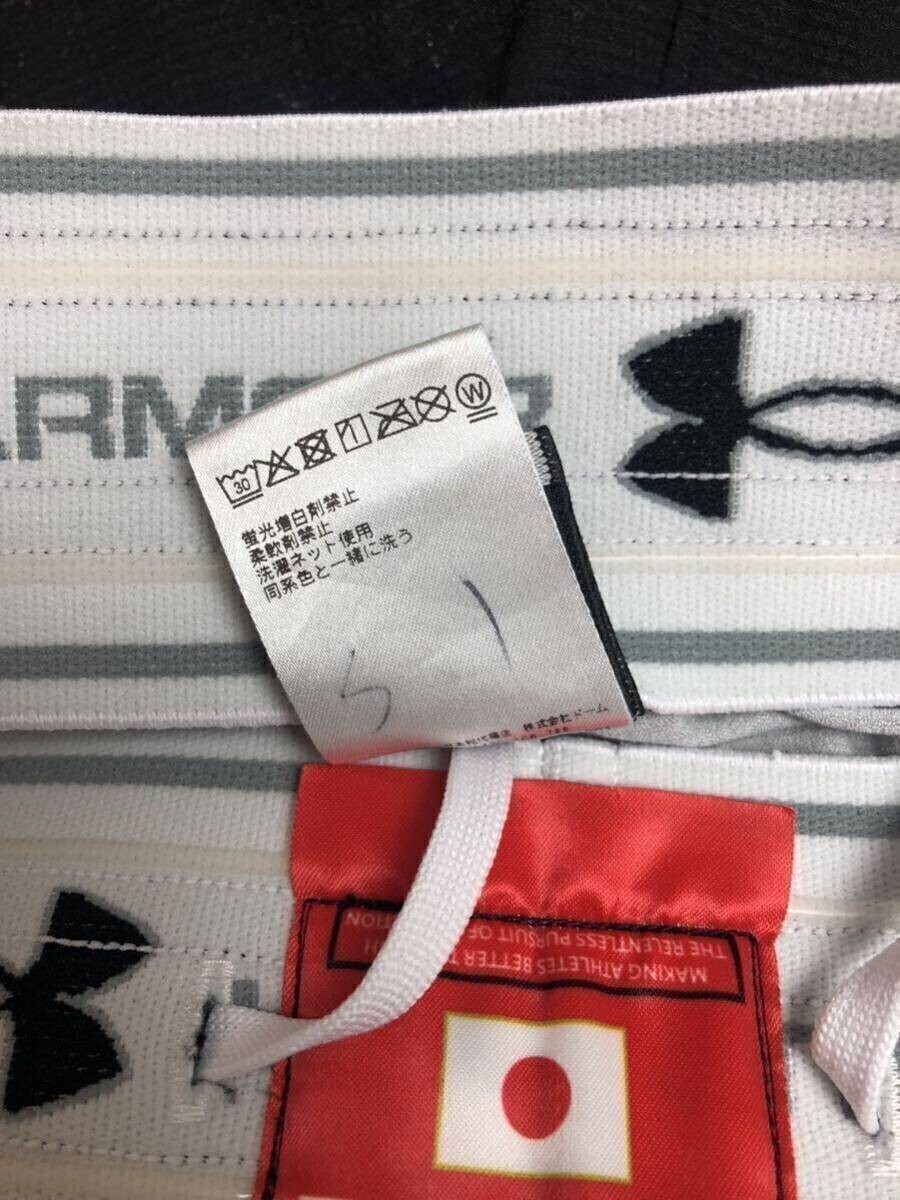 ARMOR
30
W
蛍光増白剤禁止
柔軟剤禁止
洗濯ネット使用
同系色と一緒に洗う
51
株式会社ドーム
MAKING ATHLETES BETTER
THE RELENTLESS PURSUIT OF